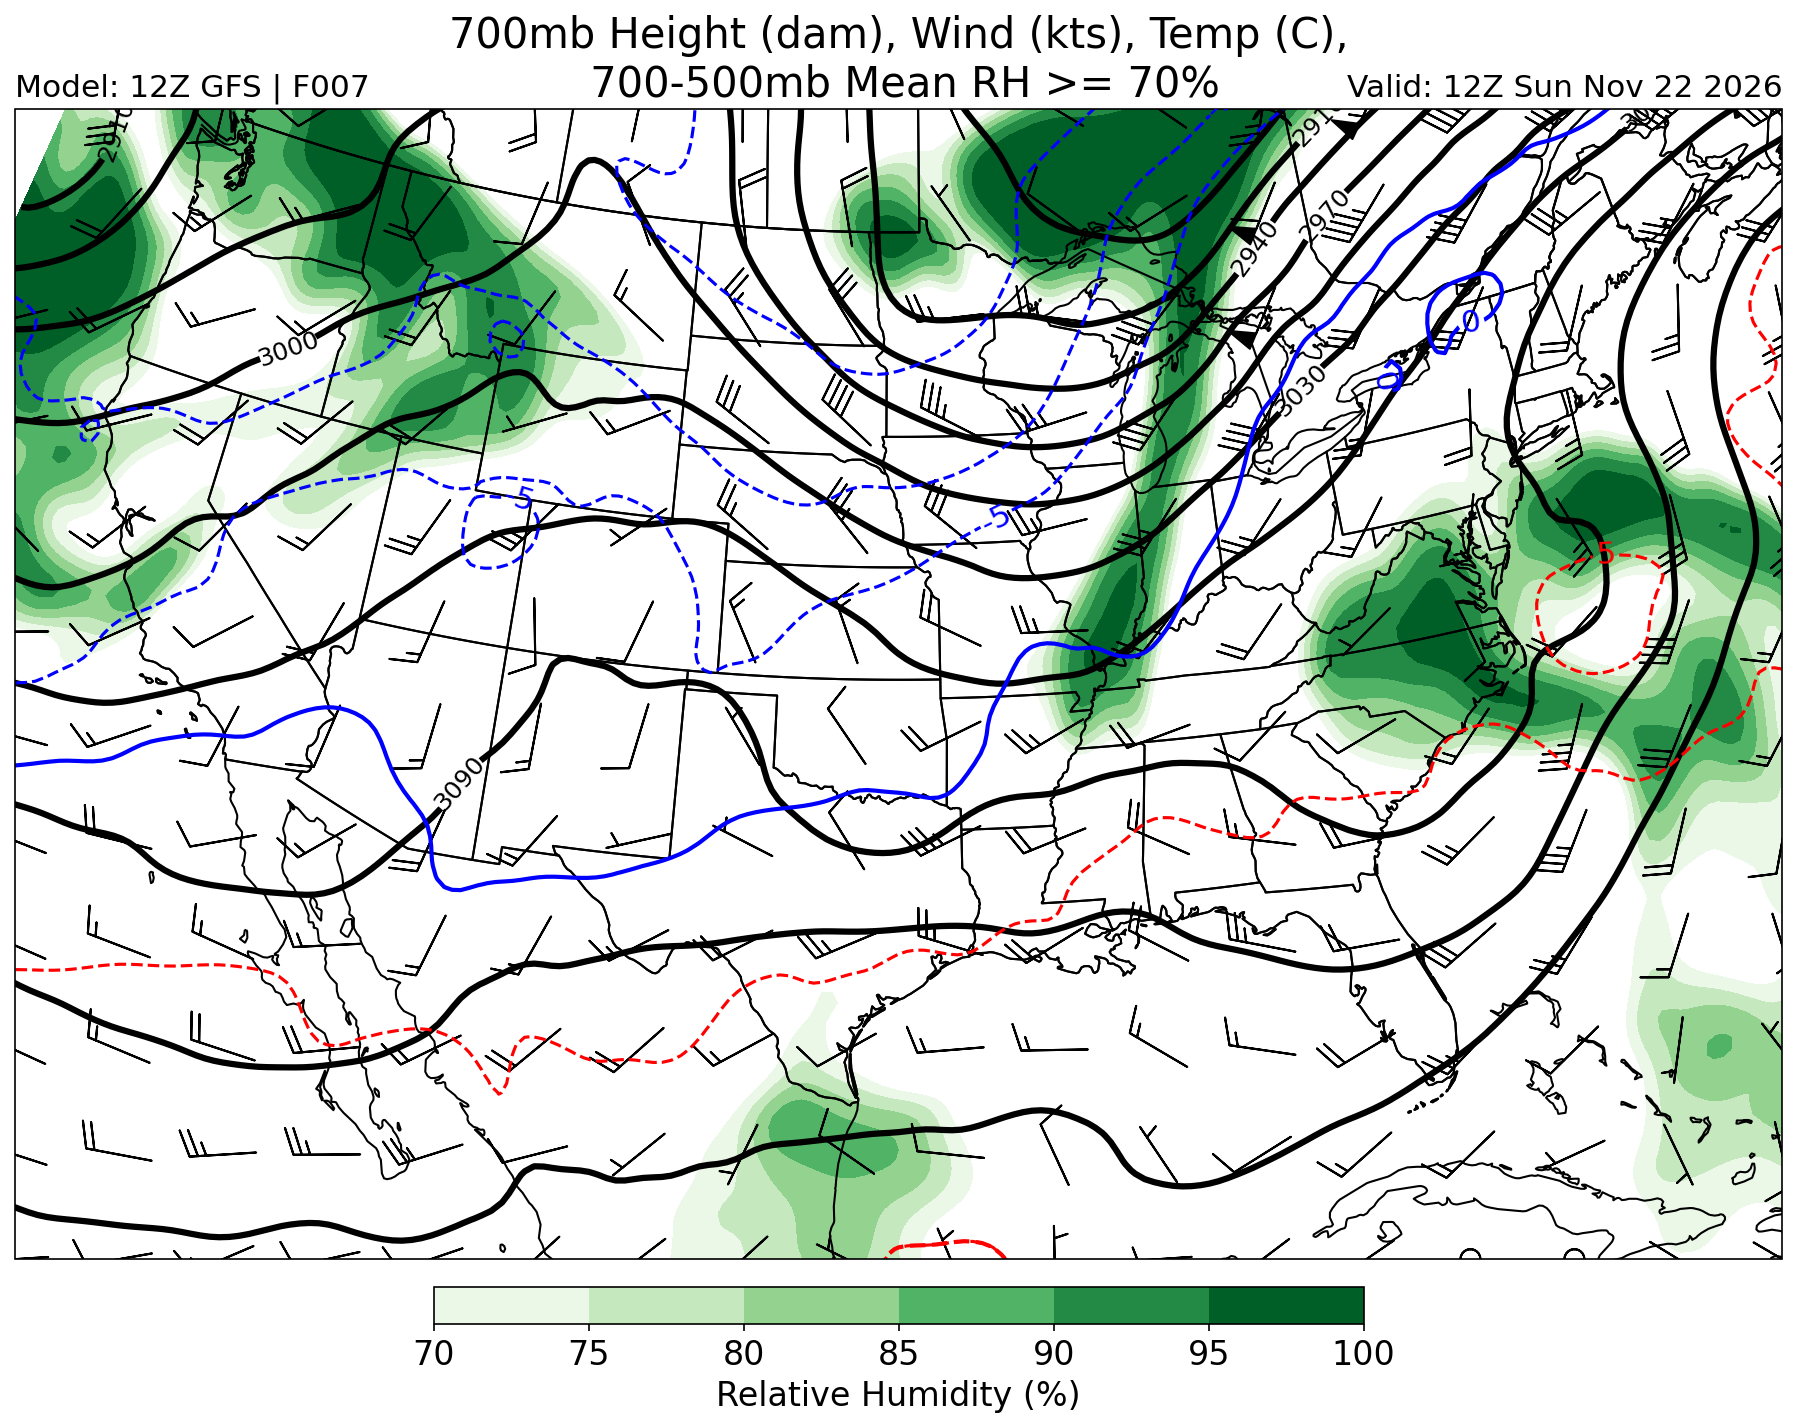 700mb Height (dam), Wind (kts), Temp (C),
700-500mb Mean RH >= 70%
Model: 12Z GFS | F007
Valid: 12Z Sun Nov 22 2026
2940
2970
3000
3030
3090
0
0
5
-5
5
70 75 80 85 90 95 100
Relative Humidity (%)